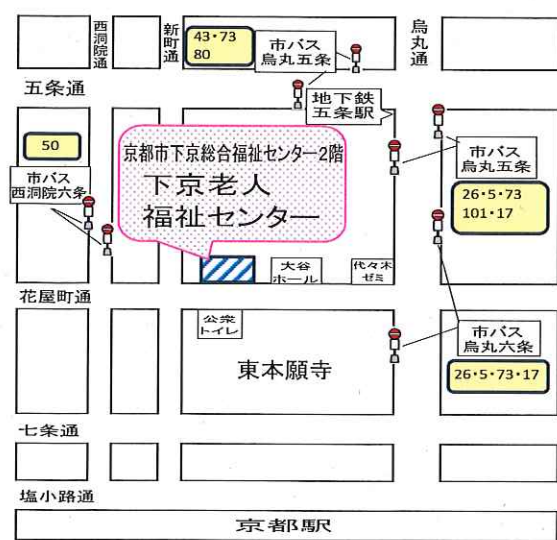 西洞院通
新町通
43・73
80
市バス
烏丸五条
烏丸通
五条通
地下鉄
五条駅
50
市バス
西洞院六条
京都市下京総合福祉センター2階
下京老人
福祉センター
市バス
烏丸五条
26・5・73
101・17
大谷
ホール
代々木
ゼミ
花屋町通
公衆
トイレ
市バス
烏丸六条
東本願寺
26・5・73・17
七条通
塩小路通
京都駅